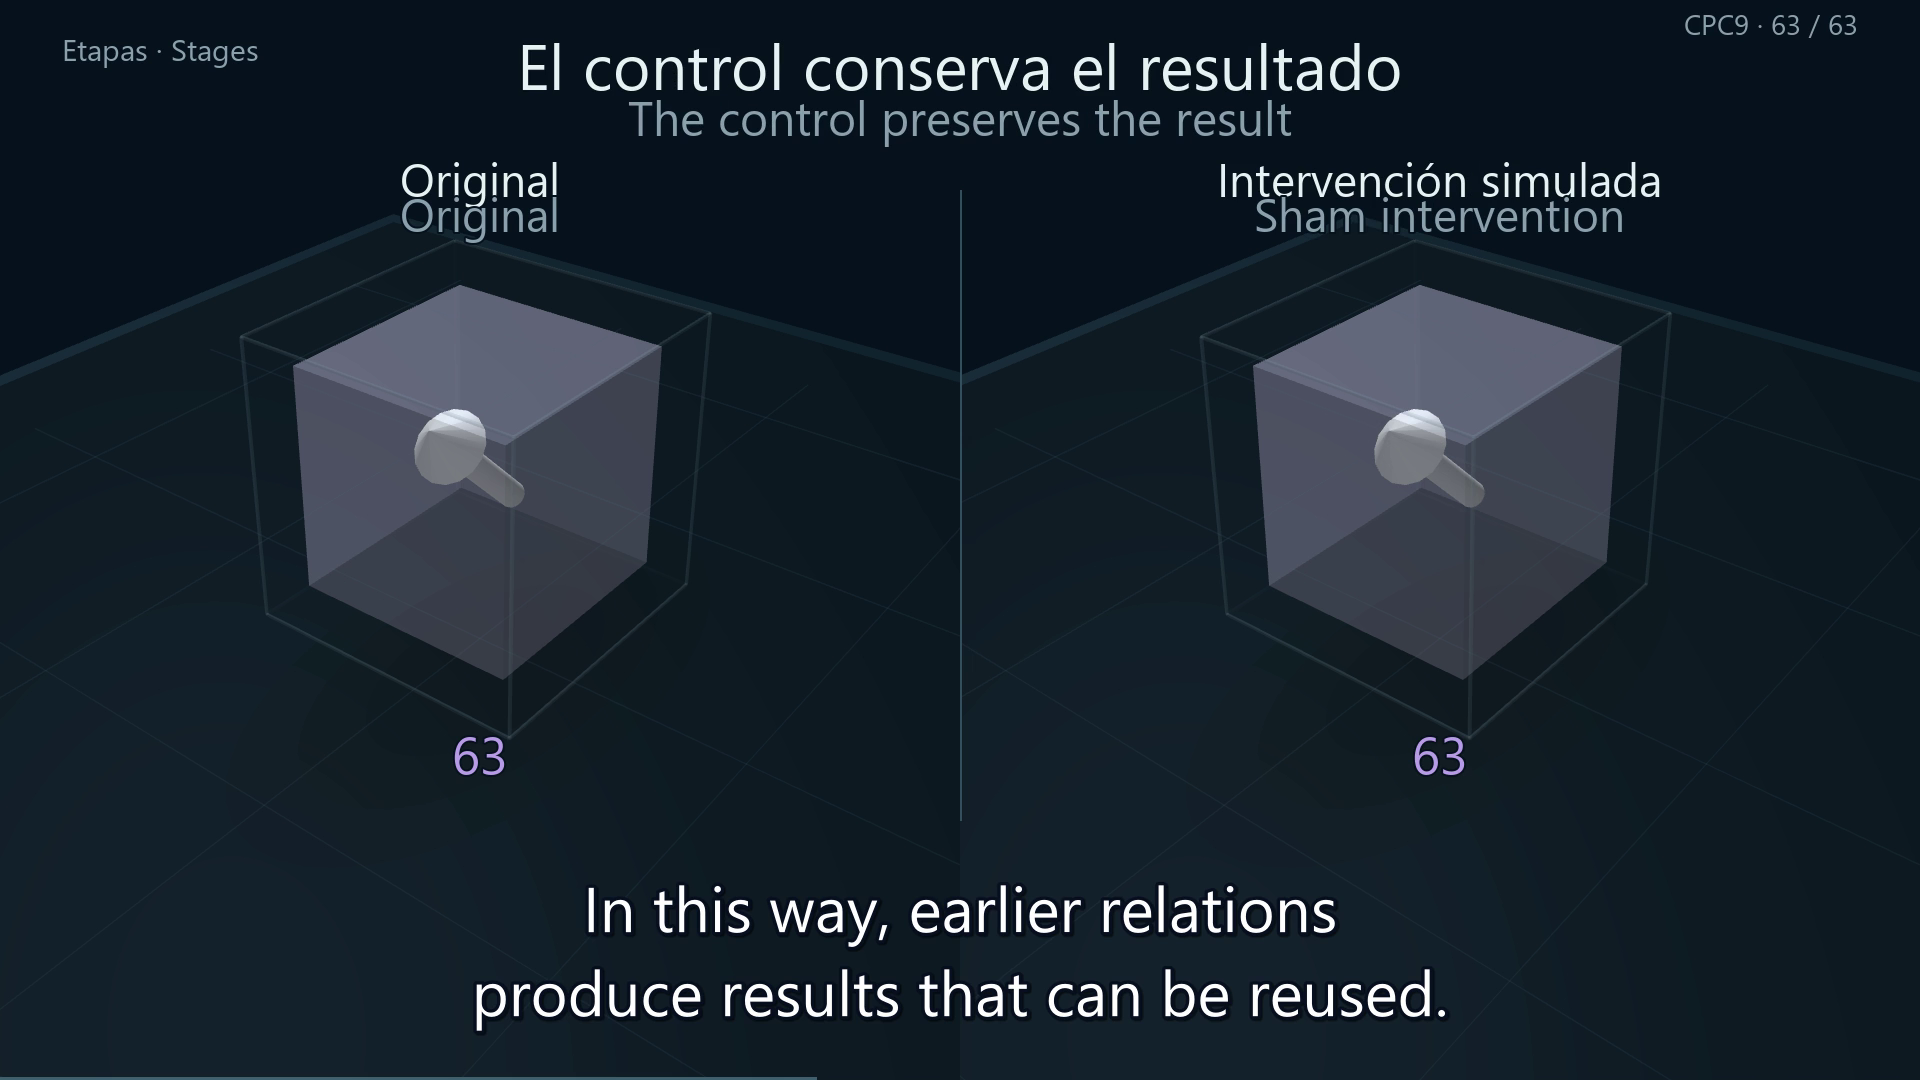 Etapas · Stages
CPC9 · 63 / 63
El control conserva el resultado
The control preserves the result
Original
Original
Intervención simulada
Sham intervention
63
63
In this way, earlier relations
produce results that can be reused.